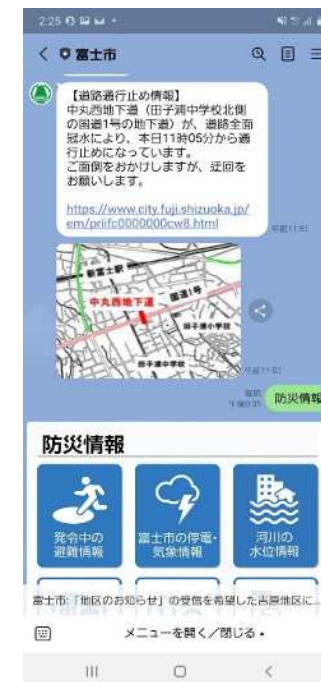 2:25
富士市
【道路通行止め情報】
中丸西地下道（田子浦中学校北側
の国道1号の地下道）が、道路全面
冠水により、本日11時05分から通
行止めになっています。
ご面倒をおかけしますが、迂回を
お願いします。
https://www.city.fuji.shizuoka.jp/
em/priifc0000000cw8.html
新富士駅
中丸西地下道
国道1号
田子浦小学校
田子浦中学校
防災情報
防災情報
発令中の
避難情報
富士市の停電・
気象情報
河川の
水位情報
富士市:「地区のお知らせ」の受信を希望した吉原地区に...
メニューを開く／閉じる